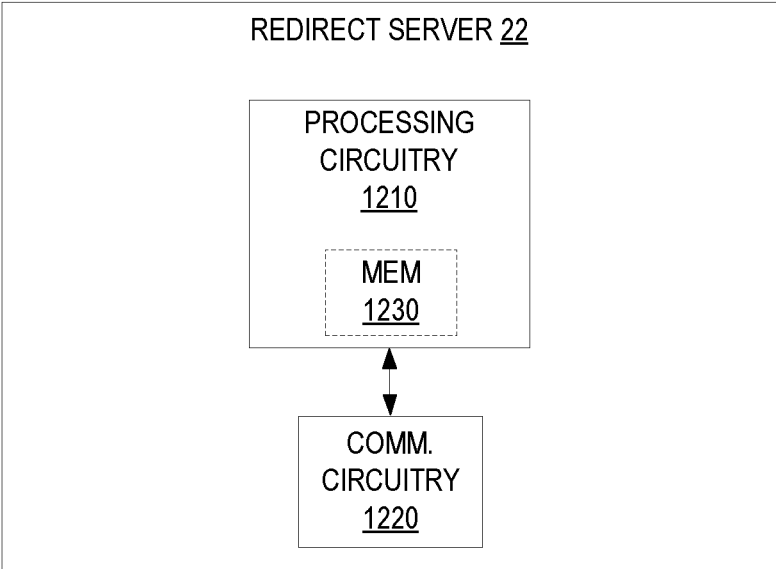 REDIRECT SERVER 22
PROCESSING
CIRCUITRY
1210
MEM
1230
COMM.
CIRCUITRY
1220